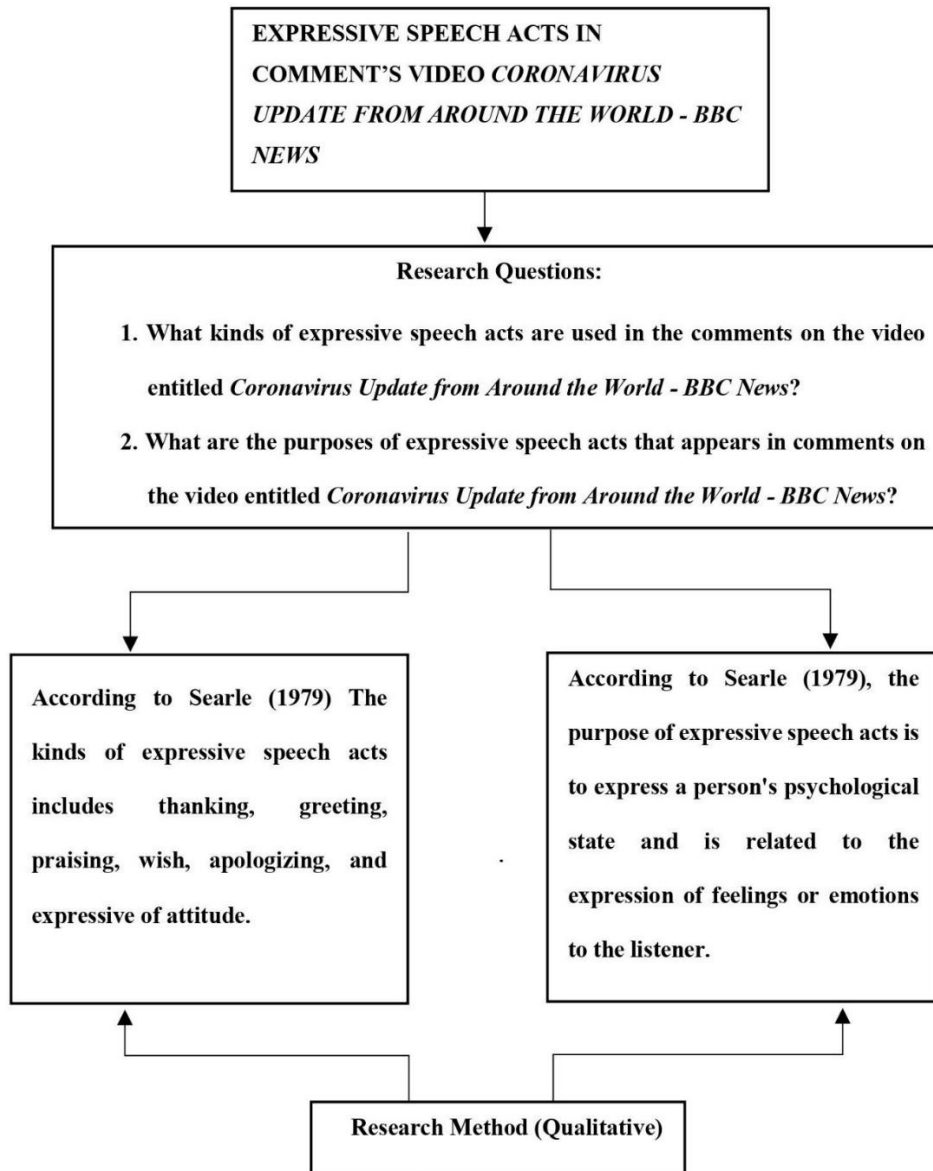 EXPRESSIVE SPEECH ACTS IN
COMMENT’S VIDEO CORONAVIRUS
UPDATE FROM AROUND THE WORLD - BBC
NEWS
Research Questions:
1. What kinds of expressive speech acts are used in the comments on the video
entitled Coronavirus Update from Around the World - BBC News?
2. What are the purposes of expressive speech acts that appears in comments on
the video entitled Coronavirus Update from Around the World - BBC News?
According to Searle (1979) The
kinds of expressive speech acts
includes thanking, greeting,
praising, wish, apologizing, and
expressive of attitude.
According to Searle (1979), the
purpose of expressive speech acts is
to express a person's psychological
state and is related to the
expression of feelings or emotions
to the listener.
Research Method (Qualitative)